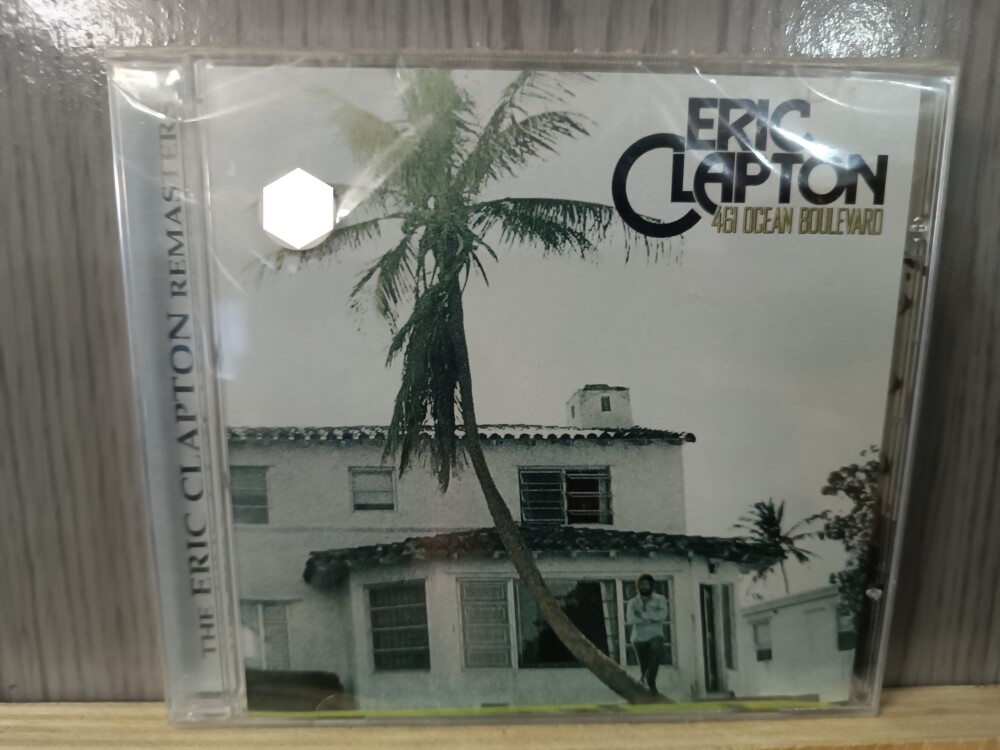 THE ERIC CLAPTON REMASTERS
ERIC
CLAPTON
461 OCEAN BOULEVARD